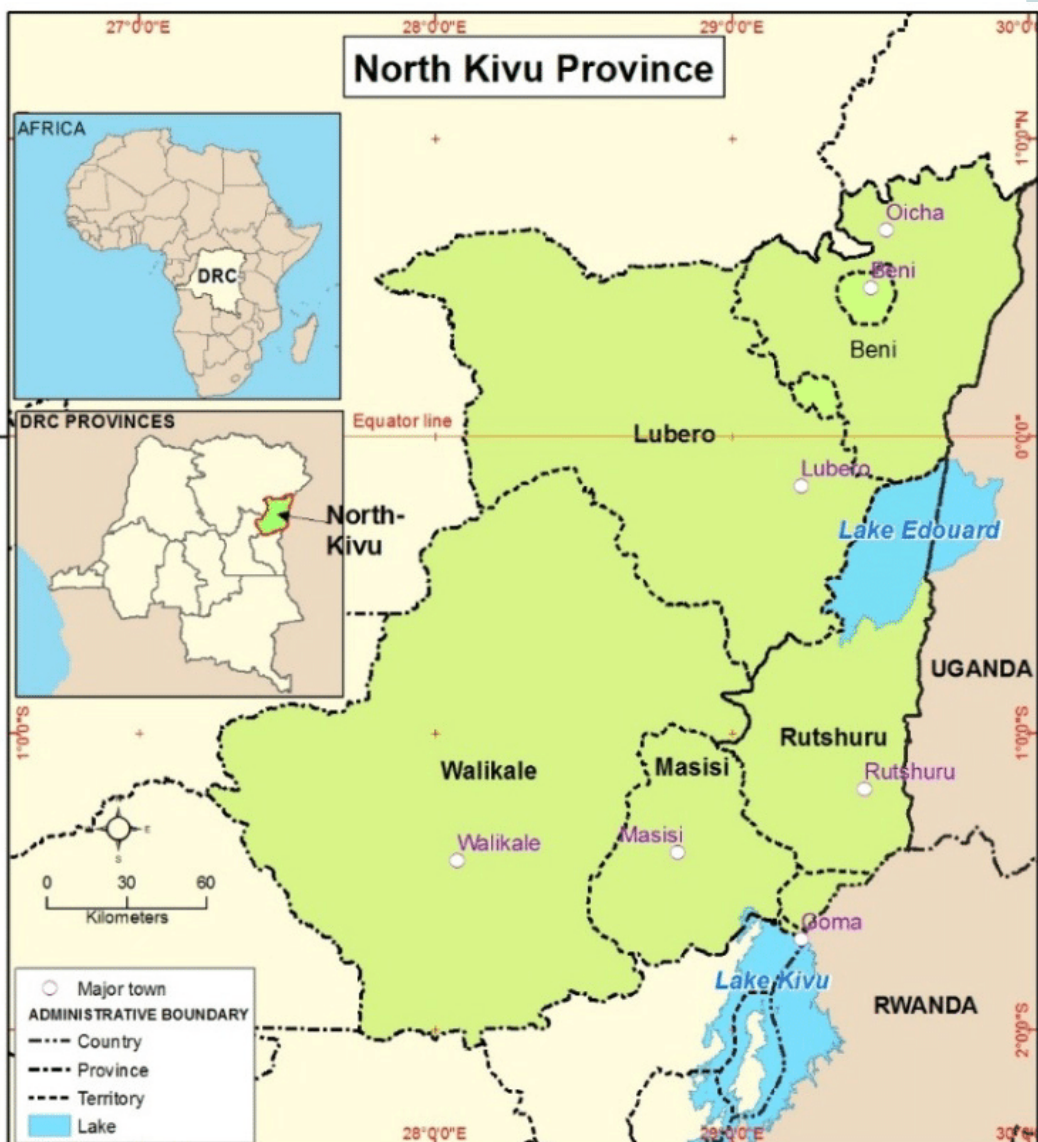 27°0'0"E
28°0'0"E
29°0'0"E
30°0
North Kivu Province
AFRICA
DRC
1°0'0"N
Oicha
Beni
Beni
DRC PROVINCES
Equator line
0°0'0"
Lubero
Lubero
North-
Kivu
Lake Edouard
UGANDA
1°0'0"S
1°0'0"S
Rutshuru
Walikale
Masisi
Rutshuru
Masisi
Walikale
E
S
0 30 60
Kilometers
Goma
Lake Kivu
RWANDA
Major town
ADMINISTRATIVE BOUNDARY
Country
Province
Territory
Lake
2°0'0"S
28°0'0"E
29°0'0"E
30°0